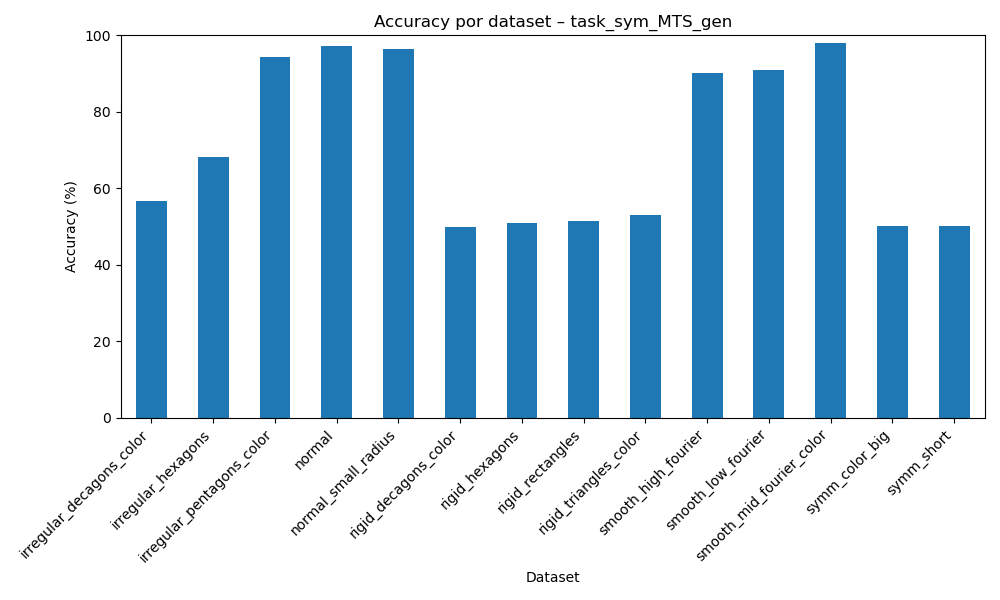 Accuracy por dataset – task_sym_MTS_gen
Accuracy (%)
100
80
60
40
20
0
irregular_decagons_color
irregular_hexagons
irregular_pentagons_color
normal
normal_small_radius
rigid_decagons_color
rigid_hexagons
rigid_rectangles
rigid_triangles_color
smooth_high_fourier
smooth_low_fourier
smooth_mid_fourier_color
symm_color_big
symm_short
Dataset